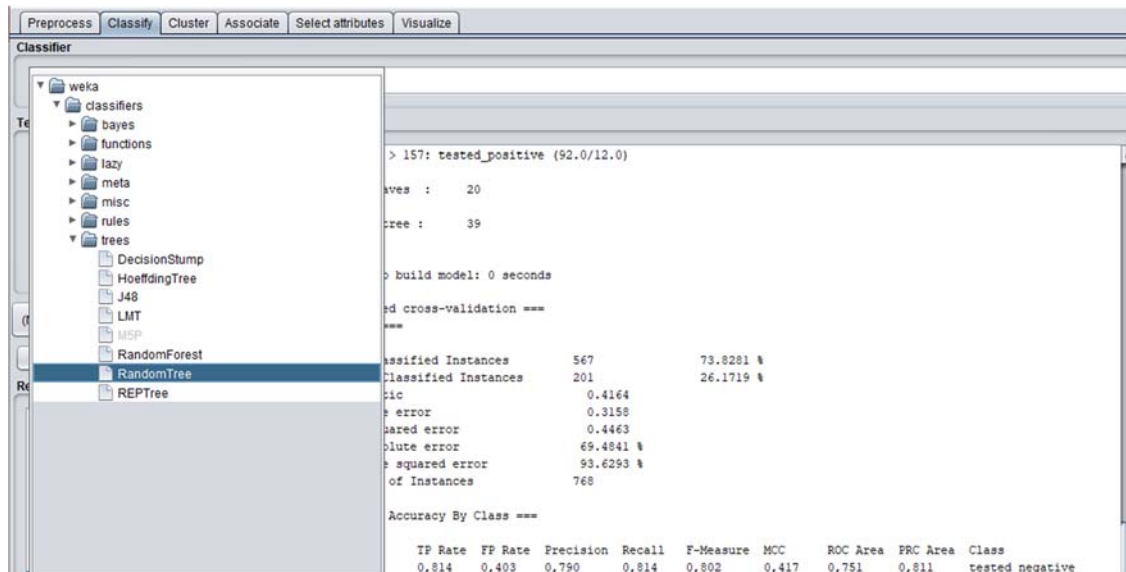 Preprocess Classify Cluster Associate Select attributes Visualize
Classifier
weka
classifiers
Te
bayes
functions
> 157: tested_positive (92.0/12.0)
lazy
meta
aves : 20
misc
rules
tree : 39
trees
DecisionStump
HoeffdingTree
o build model: 0 seconds
J48
LMT
ed cross-validation ===
===
M5P
RandomForest
assified Instances 567 73.8281 %
RandomTree
Classified Instances 201 26.1719 %
Re
REPTree
tic 0.4164
e error 0.3158
uared error 0.4463
olute error 69.4841 %
e squared error 93.6293 %
of Instances 768
Accuracy By Class ===
TP Rate FP Rate Precision Recall F-Measure MCC ROC Area PRC Area Class
0,814 0,403 0,790 0,814 0,802 0,417 0,751 0,811 tested_negative